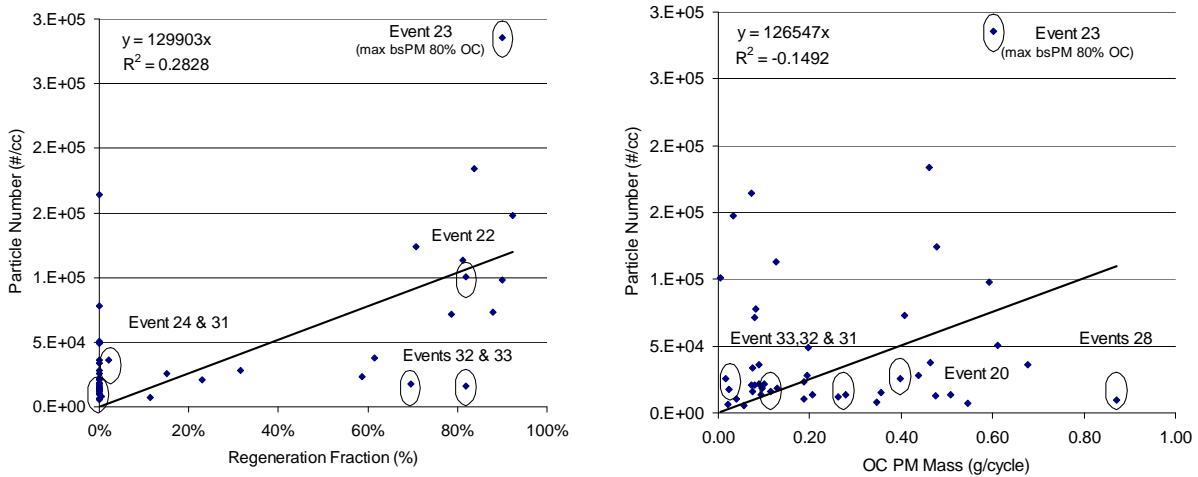 3.E+05
3.E+05
2.E+05
2.E+05
1.E+05
5.E+04
0.E+00
Particle Number (#/cc)
y = 129903x
R2 = 0.2828
Event 23
(max bsPM 80% OC)
Event 22
Event 24 & 31
Events 32 & 33
0% 20% 40% 60% 80% 100%
Regeneration Fraction (%)
3.E+05
3.E+05
2.E+05
2.E+05
1.E+05
5.E+04
0.E+00
Particle Number (#/cc)
y = 126547x
R2 = -0.1492
Event 23
(max bsPM 80% OC)
Event 33,32 & 31
Events 28
Event 20
0.00 0.20 0.40 0.60 0.80 1.00
OC PM Mass (g/cycle)